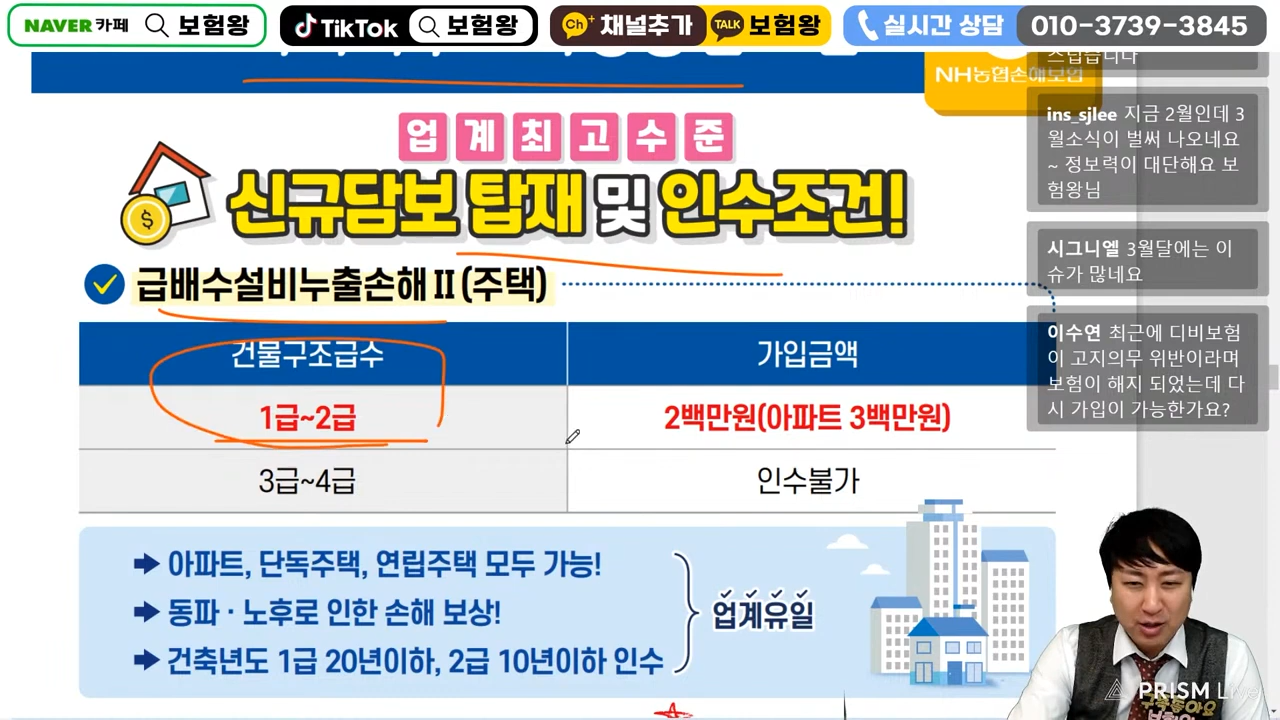 NAVER 카페 보험왕
TikTok 보험왕
Ch+ 채널추가 TALK 보험왕
실시간 상담 010-3739-3845
NH농협손해보험
업계최고수준
신규담보 탑재 및 인수조건!
급배수설비누출손해Ⅱ(주택)
건물구조급수 가입금액
1급~2급 2백만원(아파트 3백만원)
3급~4급 인수불가
아파트, 단독주택, 연립주택 모두 가능!
동파·노후로 인한 손해 보상!
건축년도 1급 20년이하, 2급 10년이하 인수
업계유일
ins_sjlee 지금 2월인데 3
월소식이 벌써 나오네요
~ 정보력이 대단해요 보
험왕님
시그니엘 3월달에는 이
슈가 많네요
이수연 최근에 디비보험
이 고지의무 위반이라며
보험이 해지 되었는데 다
시 가입이 가능한가요?
PRISM Live